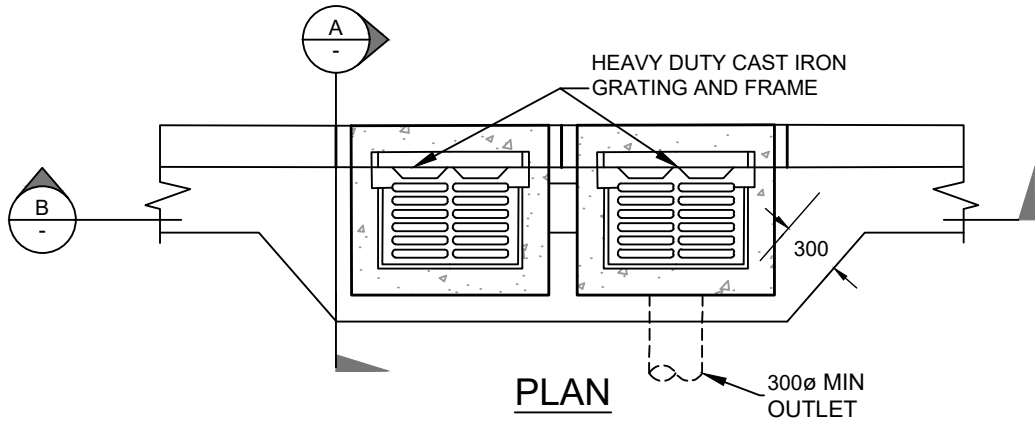 A
-
HEAVY DUTY CAST IRON
GRATING AND FRAME
B
-
300
PLAN
300ø MIN
OUTLET